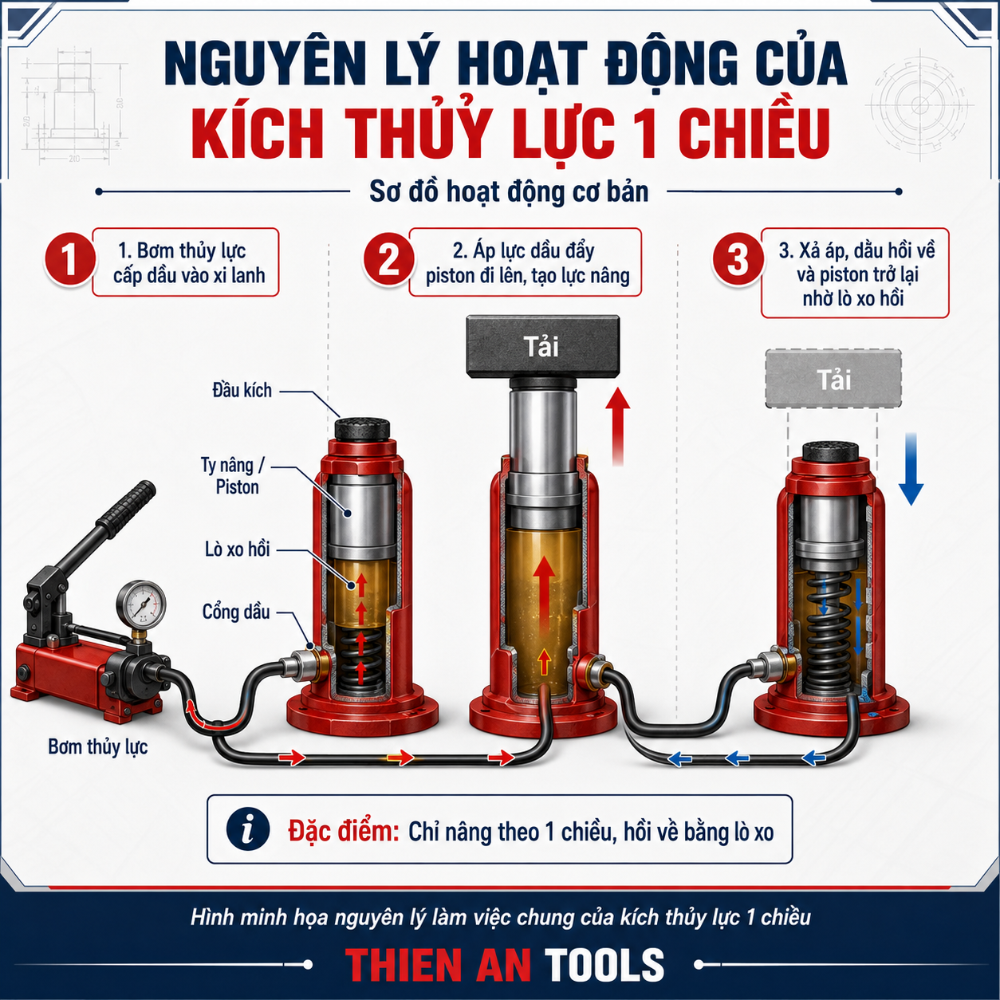 NGUYÊN LÝ HOẠT ĐỘNG CỦA
KÍCH THỦỶ LỰC 1 CHIỀU
Sơ đồ hoạt động cơ bản
1
1. Bơm thủy lực
cấp dầu vào xi lanh
2
2. Áp lực dầu đẩy
piston đi lên, tạo lực nâng
3
3. Xả áp, dầu hồi về
và piston trở lại
nhờ lò xo hồi
Tải
Tải
Đầu kích
Ty nâng /
Piston
Lò xo hồi
Cổng dầu
Bơm thủy lực
i
Đặc điểm: Chỉ nâng theo 1 chiều, hồi về bằng lò xo
Hình minh họa nguyên lý làm việc chung của kích thủy lực 1 chiều
THIEN AN TOOLS